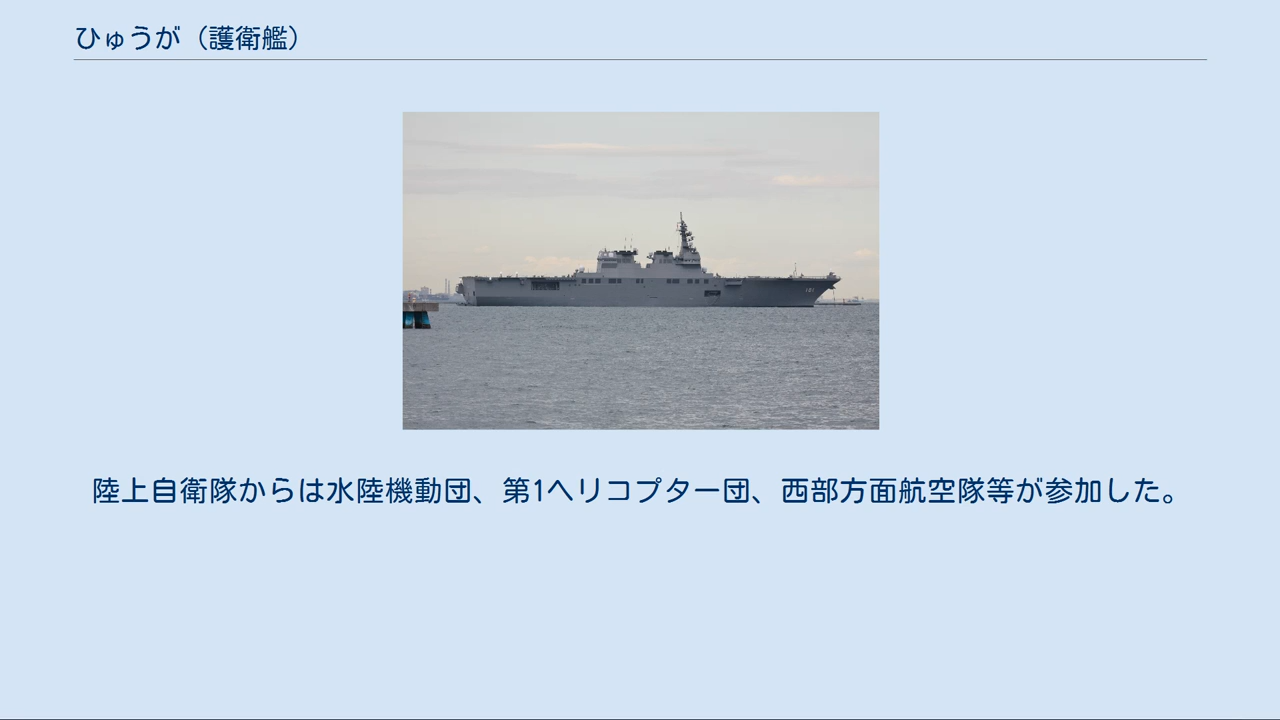 ひゅうが（護衛艦）
181
陸上自衛隊からは水陸機動団、第1ヘリコプター団、西部方面航空隊等が参加した。